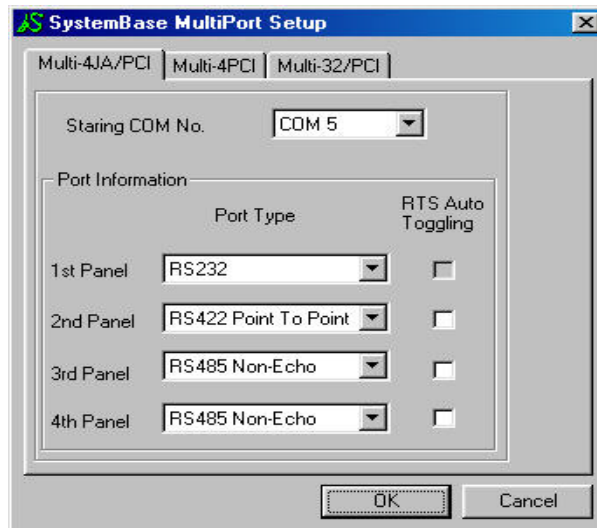 SystemBase MultiPort Setup
Multi-4JA/PCI Multi-4PCI Multi-32/PCI
Staring COM No. COM 5
Port Information
Port Type RTS Auto Toggling
1st Panel RS232
2nd Panel RS422 Point To Point
3rd Panel RS485 Non-Echo
4th Panel RS485 Non-Echo
OK Cancel